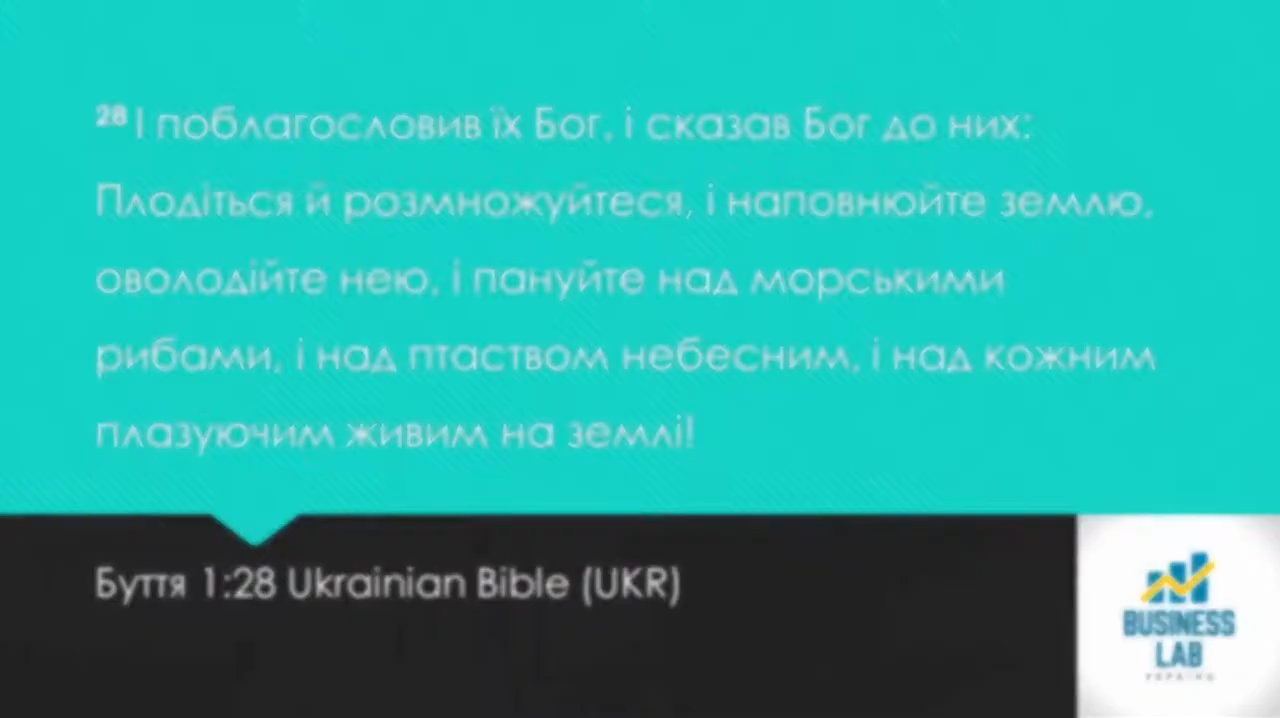 28 І поблагословив їх Бог, і сказав Бог до них:
Плодіться й розмножуйтеся, і наповнюйте землю,
оволодійте нею, і пануйте над морськими
рибами, і над птаством небесним, і над кожним
плазуючим живим на землі!
Буття 1:28 Ukrainian Bible (UKR)
BUSINESS
LAB